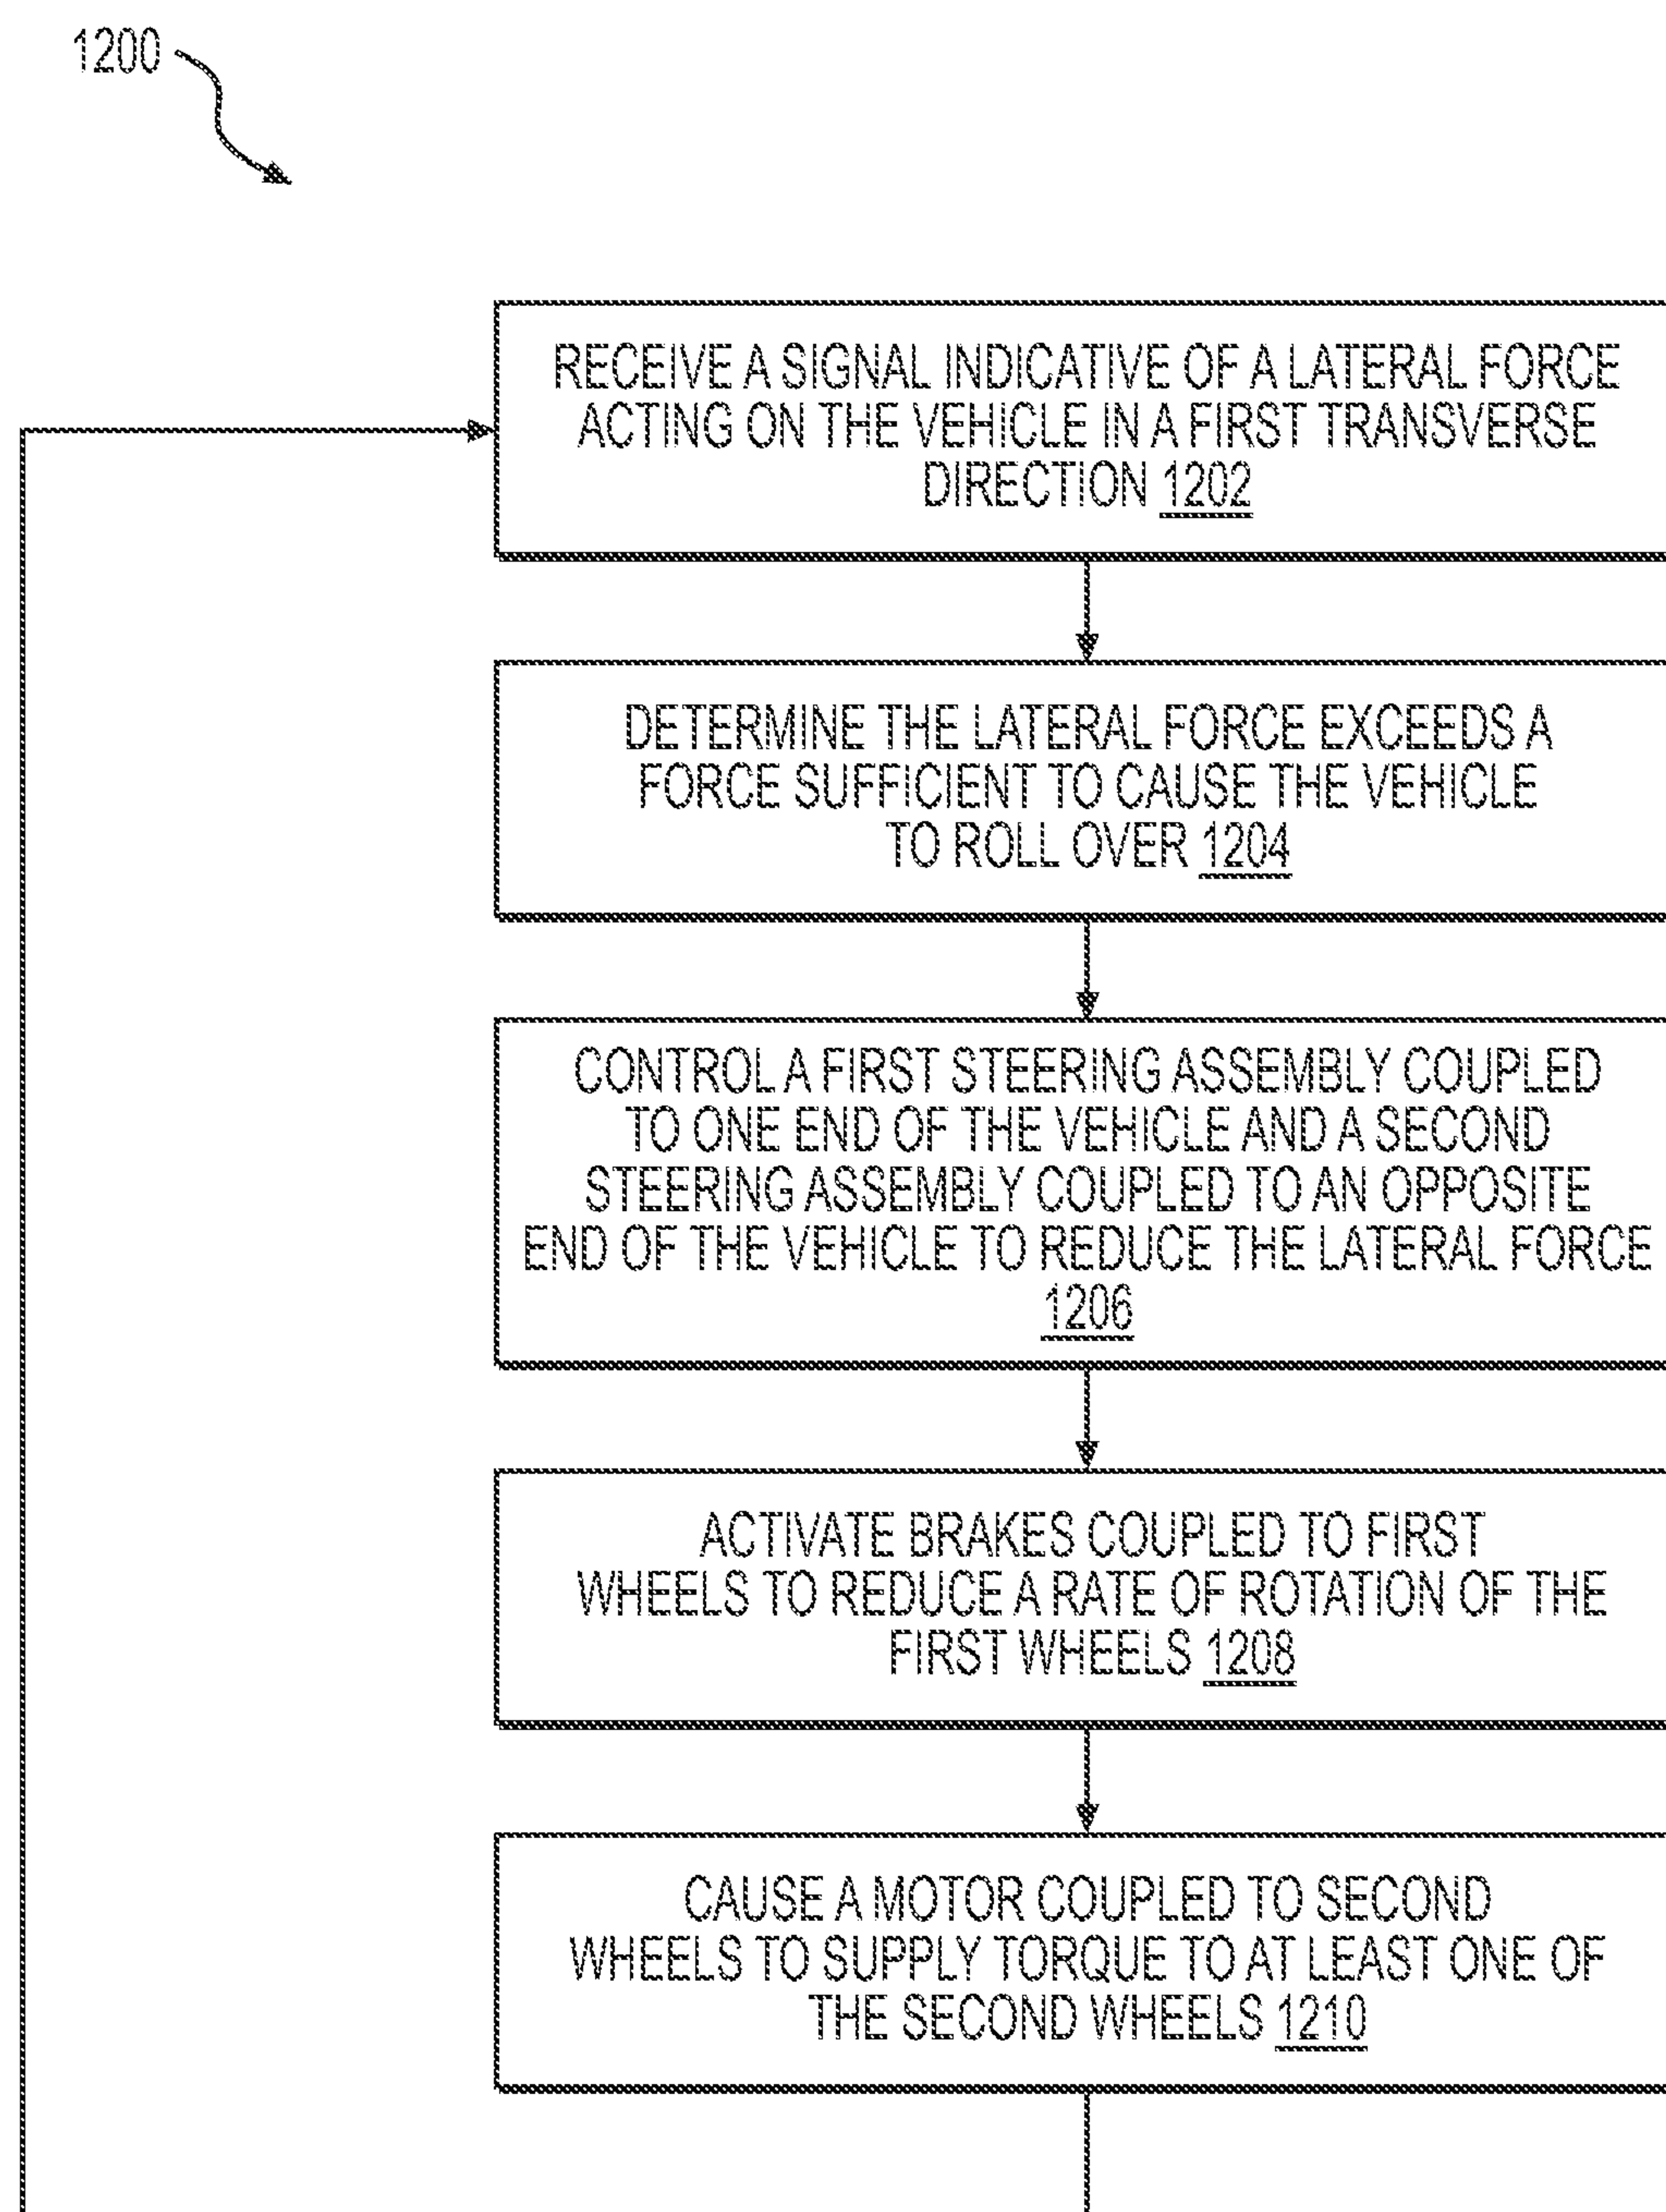 1200
RECEIVE A SIGNAL INDICATIVE OF A LATERAL FORCE
ACTING ON THE VEHICLE IN A FIRST TRANSVERSE
DIRECTION 1202
DETERMINE THE LATERAL FORCE EXCEEDS A
FORCE SUFFICIENT TO CAUSE THE VEHICLE
TO ROLL OVER 1204
CONTROL A FIRST STEERING ASSEMBLY COUPLED
TO ONE END OF THE VEHICLE AND A SECOND
STEERING ASSEMBLY COUPLED TO AN OPPOSITE
END OF THE VEHICLE TO REDUCE THE LATERAL FORCE
1206
ACTIVATE BRAKES COUPLED TO FIRST
WHEELS TO REDUCE A RATE OF ROTATION OF THE
FIRST WHEELS 1208
CAUSE A MOTOR COUPLED TO SECOND
WHEELS TO SUPPLY TORQUE TO AT LEAST ONE OF
THE SECOND WHEELS 1210